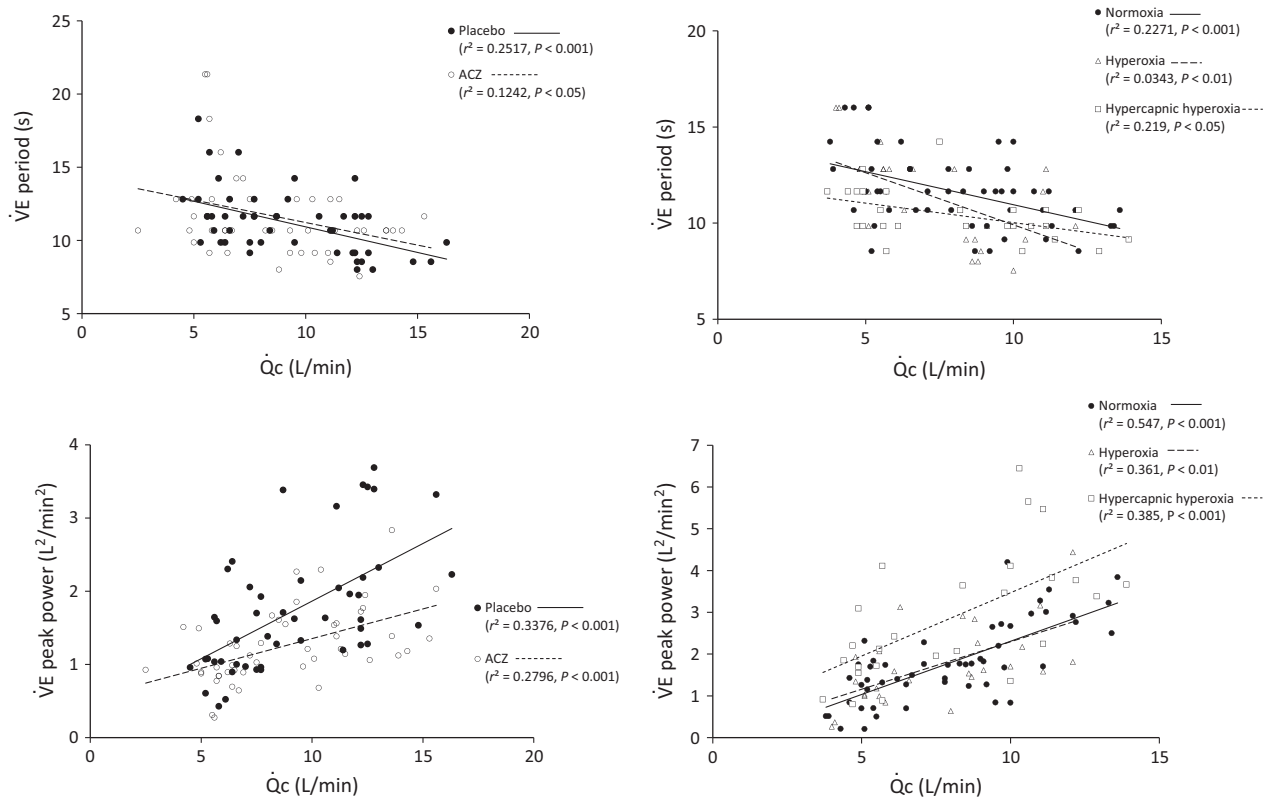 25
20
15
10
5
0 5 10 15 20
V̇E period (s)
Q̇c (L/min)
Placebo
(r² = 0.2517, P < 0.001)
ACZ
(r² = 0.1242, P < 0.05)
25
20
15
10
5
0 5 10 15
V̇E period (s)
Q̇c (L/min)
Normoxia
(r² = 0.2271, P < 0.001)
Hyperoxia
(r² = 0.0343, P < 0.01)
Hypercapnic hyperoxia
(r² = 0.219, P < 0.05)
4
3
2
1
0
0 5 10 15 20
V̇E peak power (L²/min²)
Q̇c (L/min)
Placebo
(r² = 0.3376, P < 0.001)
ACZ
(r² = 0.2796, P < 0.001)
7
6
5
4
3
2
1
0
0 5 10 15
V̇E peak power (L²/min²)
Q̇c (L/min)
Normoxia
(r² = 0.547, P < 0.001)
Hyperoxia
(r² = 0.361, P < 0.01)
Hypercapnic hyperoxia
(r² = 0.385, P < 0.001)